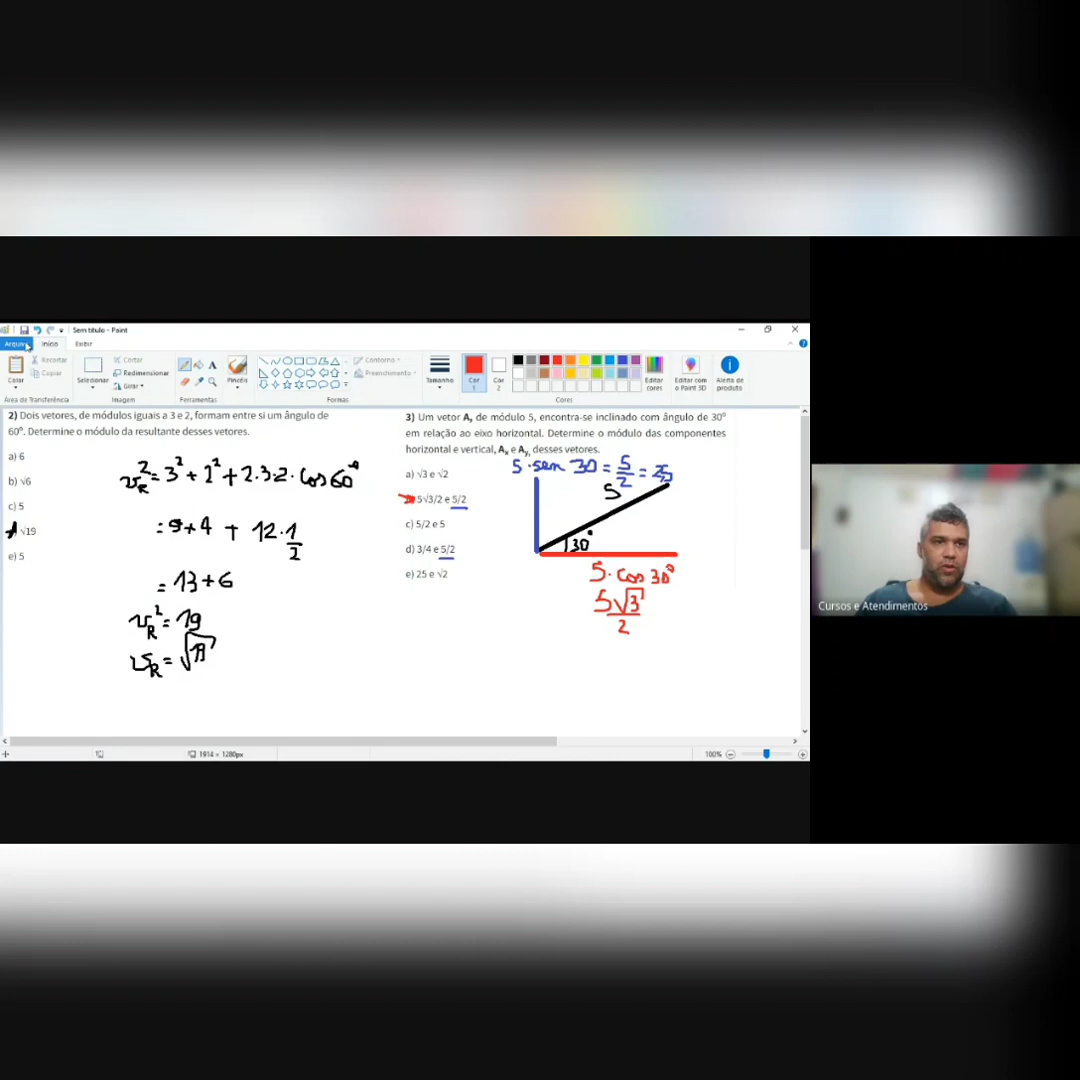 Sem título - Paint
Arquivo
Início
Exibir
Colar
Recortar
Copiar
Área de Transferência
Selecionar
Cortar
Redimensionar
Girar
Imagem
A
Ferramentas
Pincéis
Contorno
Preenchimento
Formas
Tamanho
Cor
1
Cor
2
Editor
cores
Editar com
o Paint 3D
Alerta de
produto
Cores
2) Dois vetores, de módulos iguais a 3 e 2, formam entre si um ângulo de
60º. Determine o módulo da resultante desses vetores.
a) 6
b) √6
c) 5
√19
e) 5
v_R² = 3² + 2² + 2.3.2. cos 60°
= 9+4 + 12.1/2
= 13+6
v_R² = 19
3) Um vetor A, de módulo 5, encontra-se inclinado com ângulo de 30º
em relação ao eixo horizontal. Determine o módulo das componentes
horizontal e vertical, Ax e Ay, desses vetores.
a) √3 e √2
5√3/2 e 5/2
c) 5/2 e 5
d) 3/4 e 5/2
e) 25 e √2
5 . sen 30 = 5/2 =
5
30°
5 . cos 30°
5√3/2
Cursos e Atendimentos
1914 × 1280px
100%